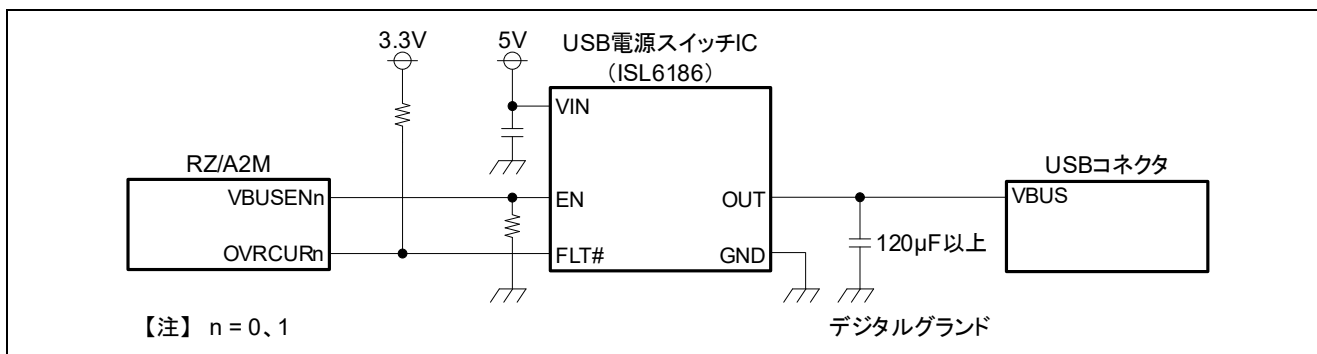 3.3V
5V
USB電源スイッチIC
(ISL6186)
VIN
RZ/A2M
USBコネクタ
VBUSENn
EN
OUT
VBUS
120µF以上
OVRCURn
FLT#
GND
【注】 n = 0、1
デジタルグランド